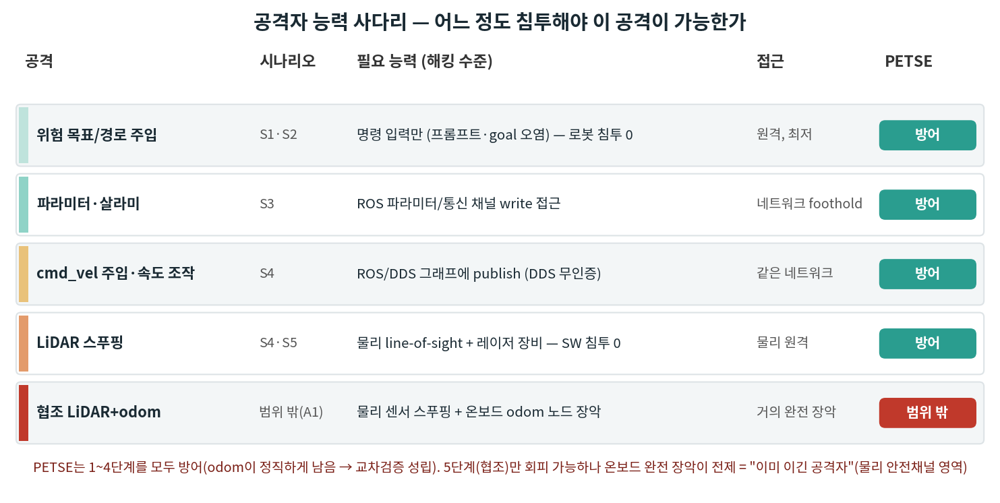 공격자 능력 사다리 — 어느 정도 침투해야 이 공격이 가능한가
공격 시나리오 필요 능력 (해킹 수준) 접근 PETSE
위험 목표/경로 주입 S1·S2 명령 입력만 (프롬프트·goal 오염) — 로봇 침투 0 원격, 최저 방어
파라미터·살라미 S3 ROS 파라미터/통신 채널 write 접근 네트워크 foothold 방어
cmd_vel 주입·속도 조작 S4 ROS/DDS 그래프에 publish (DDS 무인증) 같은 네트워크 방어
LiDAR 스푸핑 S4·S5 물리 line-of-sight + 레이저 장비 — SW 침투 0 물리 원격 방어
협조 LiDAR+odom 범위 밖(A1) 물리 센서 스푸핑 + 온보드 odom 노드 장악 거의 완전 장악 범위 밖
PETSE는 1~4단계를 모두 방어(odom이 정직하게 남음 → 교차검증 성립). 5단계(협조)만 회피 가능하나 온보드 완전 장악이 전제 = "이미 이긴 공격자"(물리 안전채널 영역)